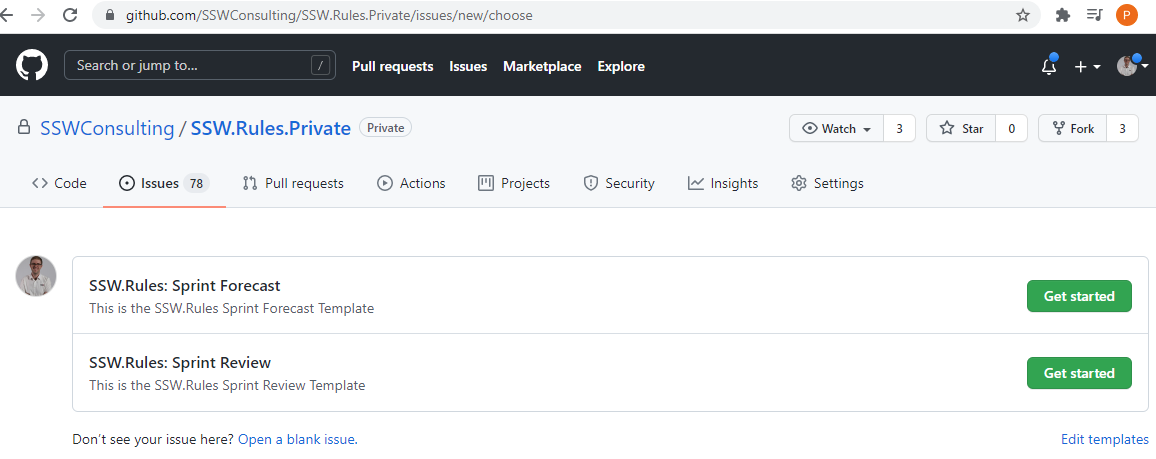 github.com/SSWConsulting/SSW.Rules.Private/issues/new/choose
P
Search or jump to... /
Pull requests Issues Marketplace Explore
SSWConsulting / SSW.Rules.Private Private
Watch 3 Star 0 Fork 3
Code Issues 78 Pull requests Actions Projects Security Insights Settings
SSW.Rules: Sprint Forecast
This is the SSW.Rules Sprint Forecast Template
Get started
SSW.Rules: Sprint Review
This is the SSW.Rules Sprint Review Template
Get started
Don’t see your issue here? Open a blank issue. Edit templates